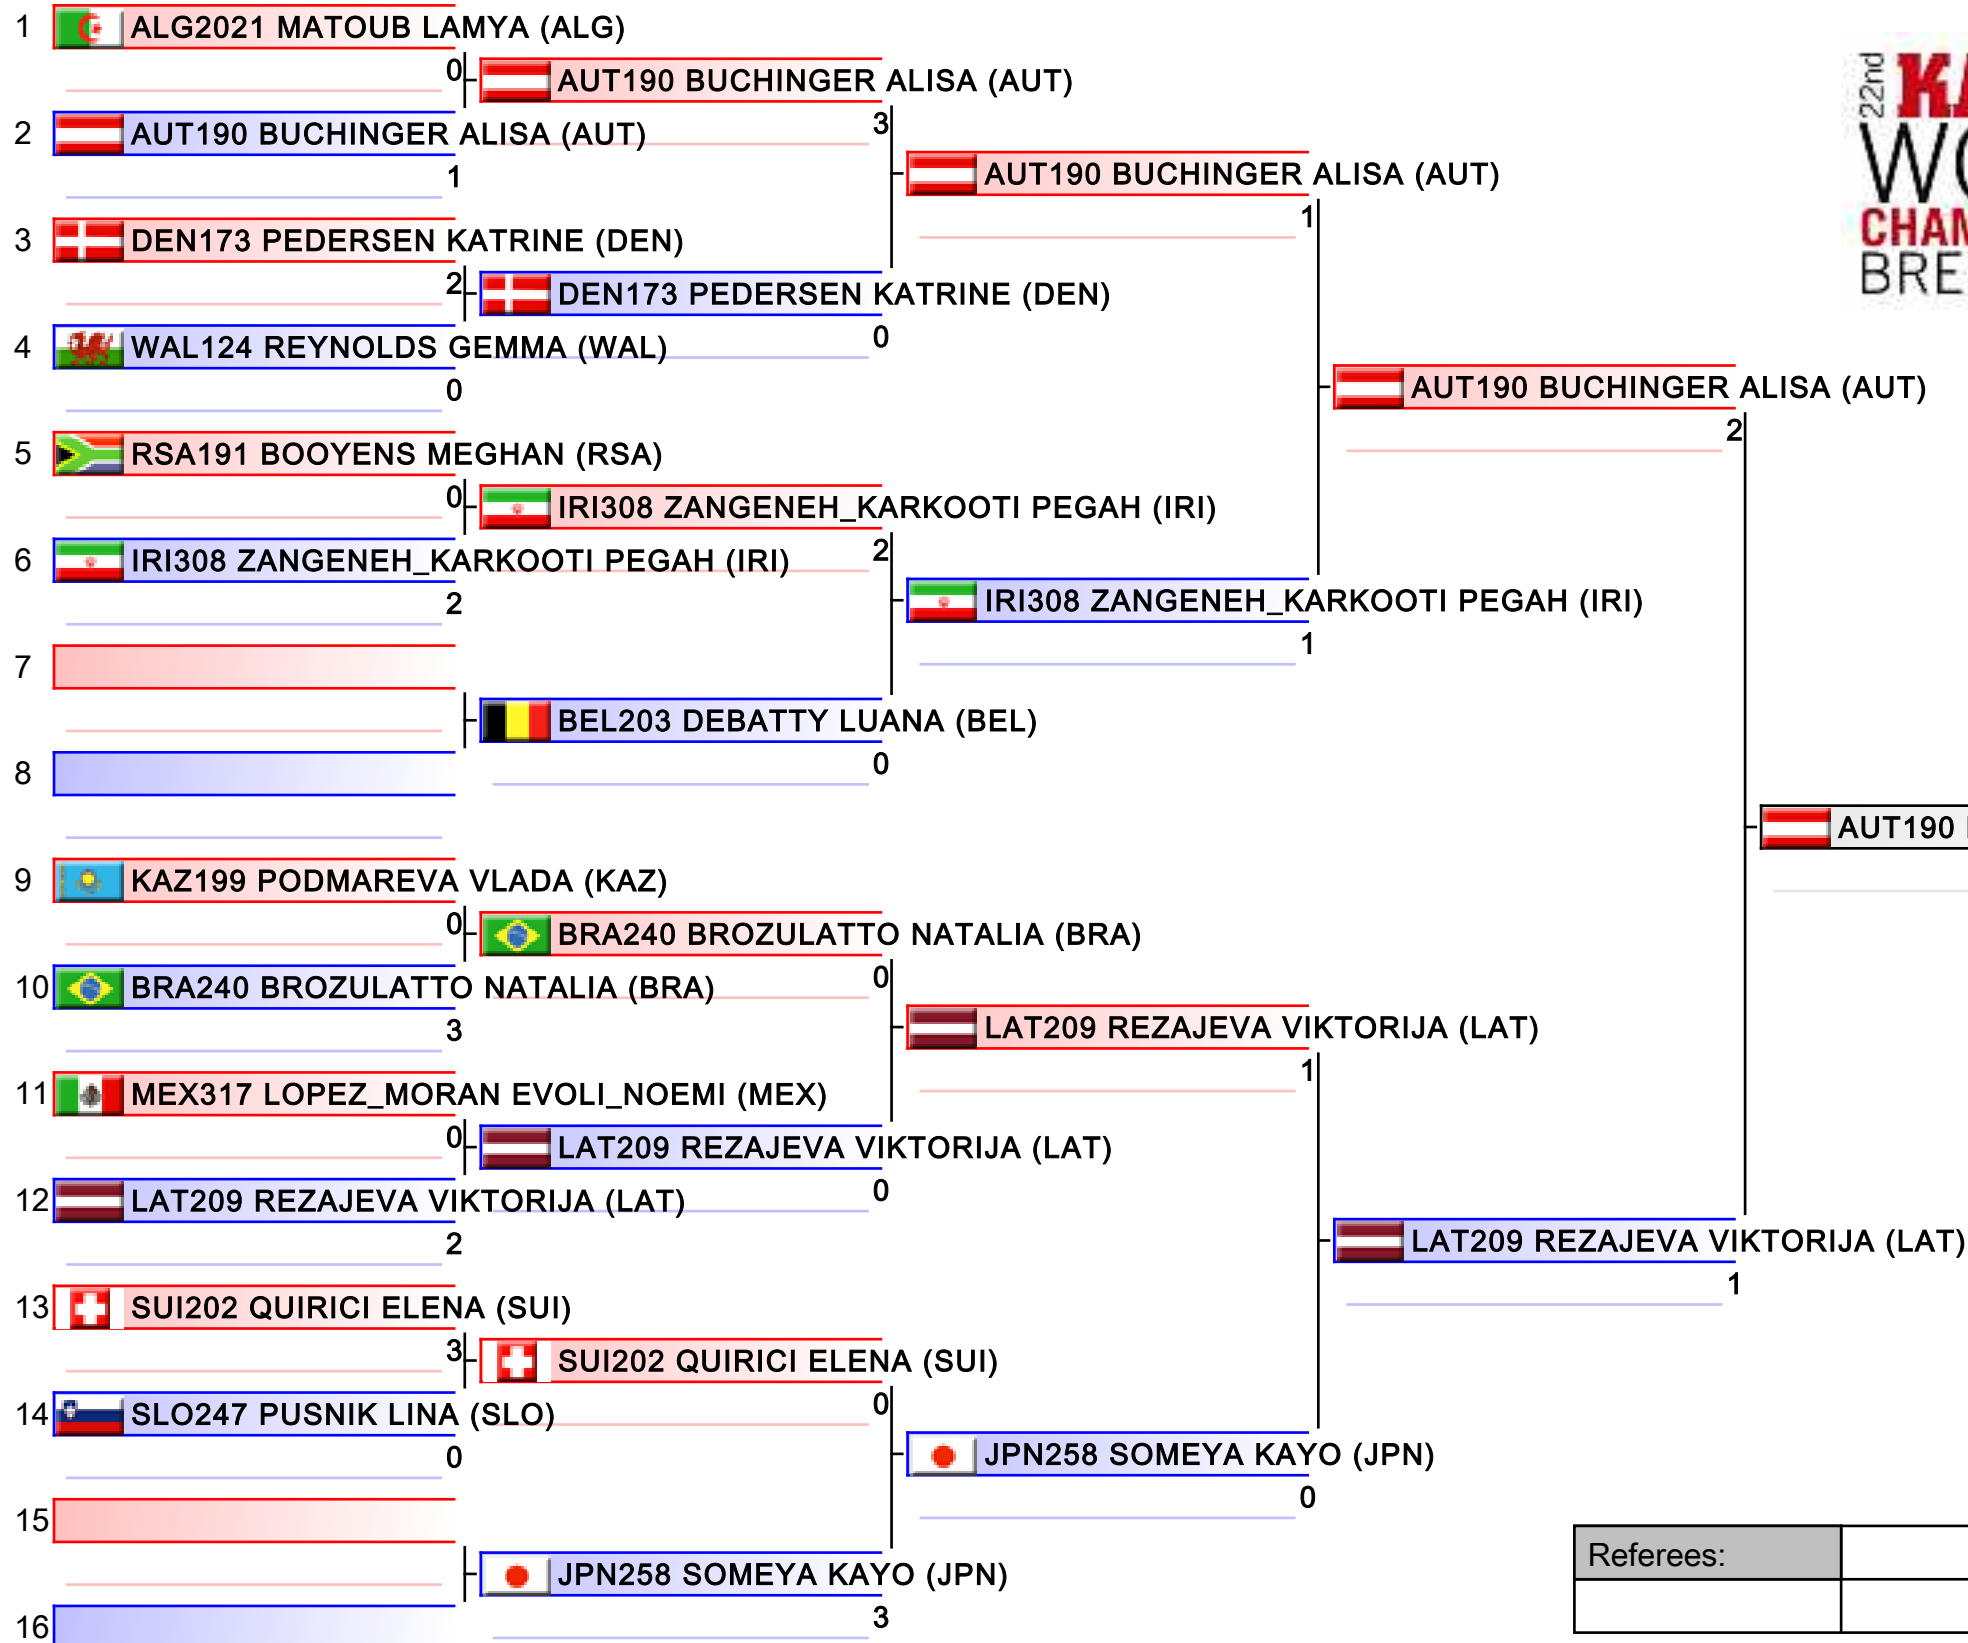 1 ALG2021 MATOUB LAMYA (ALG)
0
AUT190 BUCHINGER ALISA (AUT)
3
2 AUT190 BUCHINGER ALISA (AUT)
1
AUT190 BUCHINGER ALISA (AUT)
1
3 DEN173 PEDERSEN KATRINE (DEN)
2
DEN173 PEDERSEN KATRINE (DEN)
0
4 WAL124 REYNOLDS GEMMA (WAL)
0
AUT190 BUCHINGER ALISA (AUT)
2
5 RSA191 BOOYENS MEGHAN (RSA)
0
IRI308 ZANGENEH_KARKOOTI PEGAH (IRI)
2
6 IRI308 ZANGENEH_KARKOOTI PEGAH (IRI)
2
IRI308 ZANGENEH_KARKOOTI PEGAH (IRI)
1
7
BEL203 DEBATTY LUANA (BEL)
0
8
AUT190
9 KAZ199 PODMAREVA VLADA (KAZ)
0
BRA240 BROZULATTO NATALIA (BRA)
0
10 BRA240 BROZULATTO NATALIA (BRA)
3
LAT209 REZAJEVA VIKTORIJA (LAT)
1
11 MEX317 LOPEZ_MORAN EVOLI_NOEMI (MEX)
0
LAT209 REZAJEVA VIKTORIJA (LAT)
0
12 LAT209 REZAJEVA VIKTORIJA (LAT)
2
LAT209 REZAJEVA VIKTORIJA (LAT)
1
13 SUI202 QUIRICI ELENA (SUI)
3
SUI202 QUIRICI ELENA (SUI)
0
14 SLO247 PUSNIK LINA (SLO)
0
JPN258 SOMEYA KAYO (JPN)
0
15
JPN258 SOMEYA KAYO (JPN)
3
16
22nd
Referees: